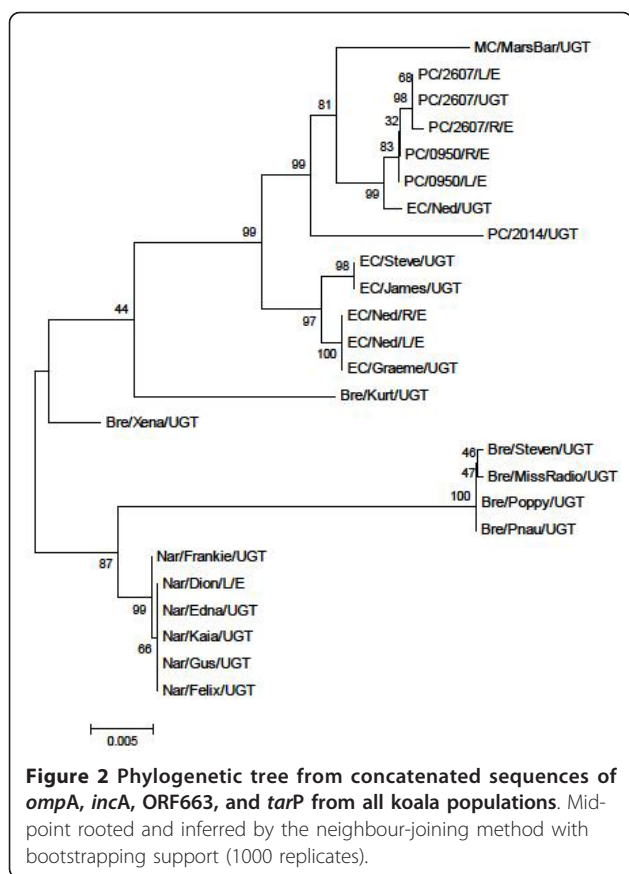 MC/MarsBar/UGT
68
PC/2607/L/E
98
PC/2607/UGT
81
32
PC/2607/R/E
83
PC/0950/R/E
99
PC/0950/L/E
99
EC/Ned/UGT
99
PC/2014/UGT
98
EC/Steve/UGT
EC/James/UGT
44
EC/Ned/R/E
97
EC/Ned/L/E
100
EC/Graeme/UGT
Bre/Kurt/UGT
Bre/Xena/UGT
46
Bre/Steven/UGT
47
Bre/MissRadio/UGT
100
Bre/Poppy/UGT
Bre/Pnau/UGT
87
Nar/Frankie/UGT
Nar/Dion/L/E
99
Nar/Edna/UGT
Nar/Kaia/UGT
66
Nar/Gus/UGT
Nar/Felix/UGT
0.005
Figure 2 Phylogenetic tree from concatenated sequences of
ompA, incA, ORF663, and tarP from all koala populations. Mid-
point rooted and inferred by the neighbour-joining method with
bootstrapping support (1000 replicates).